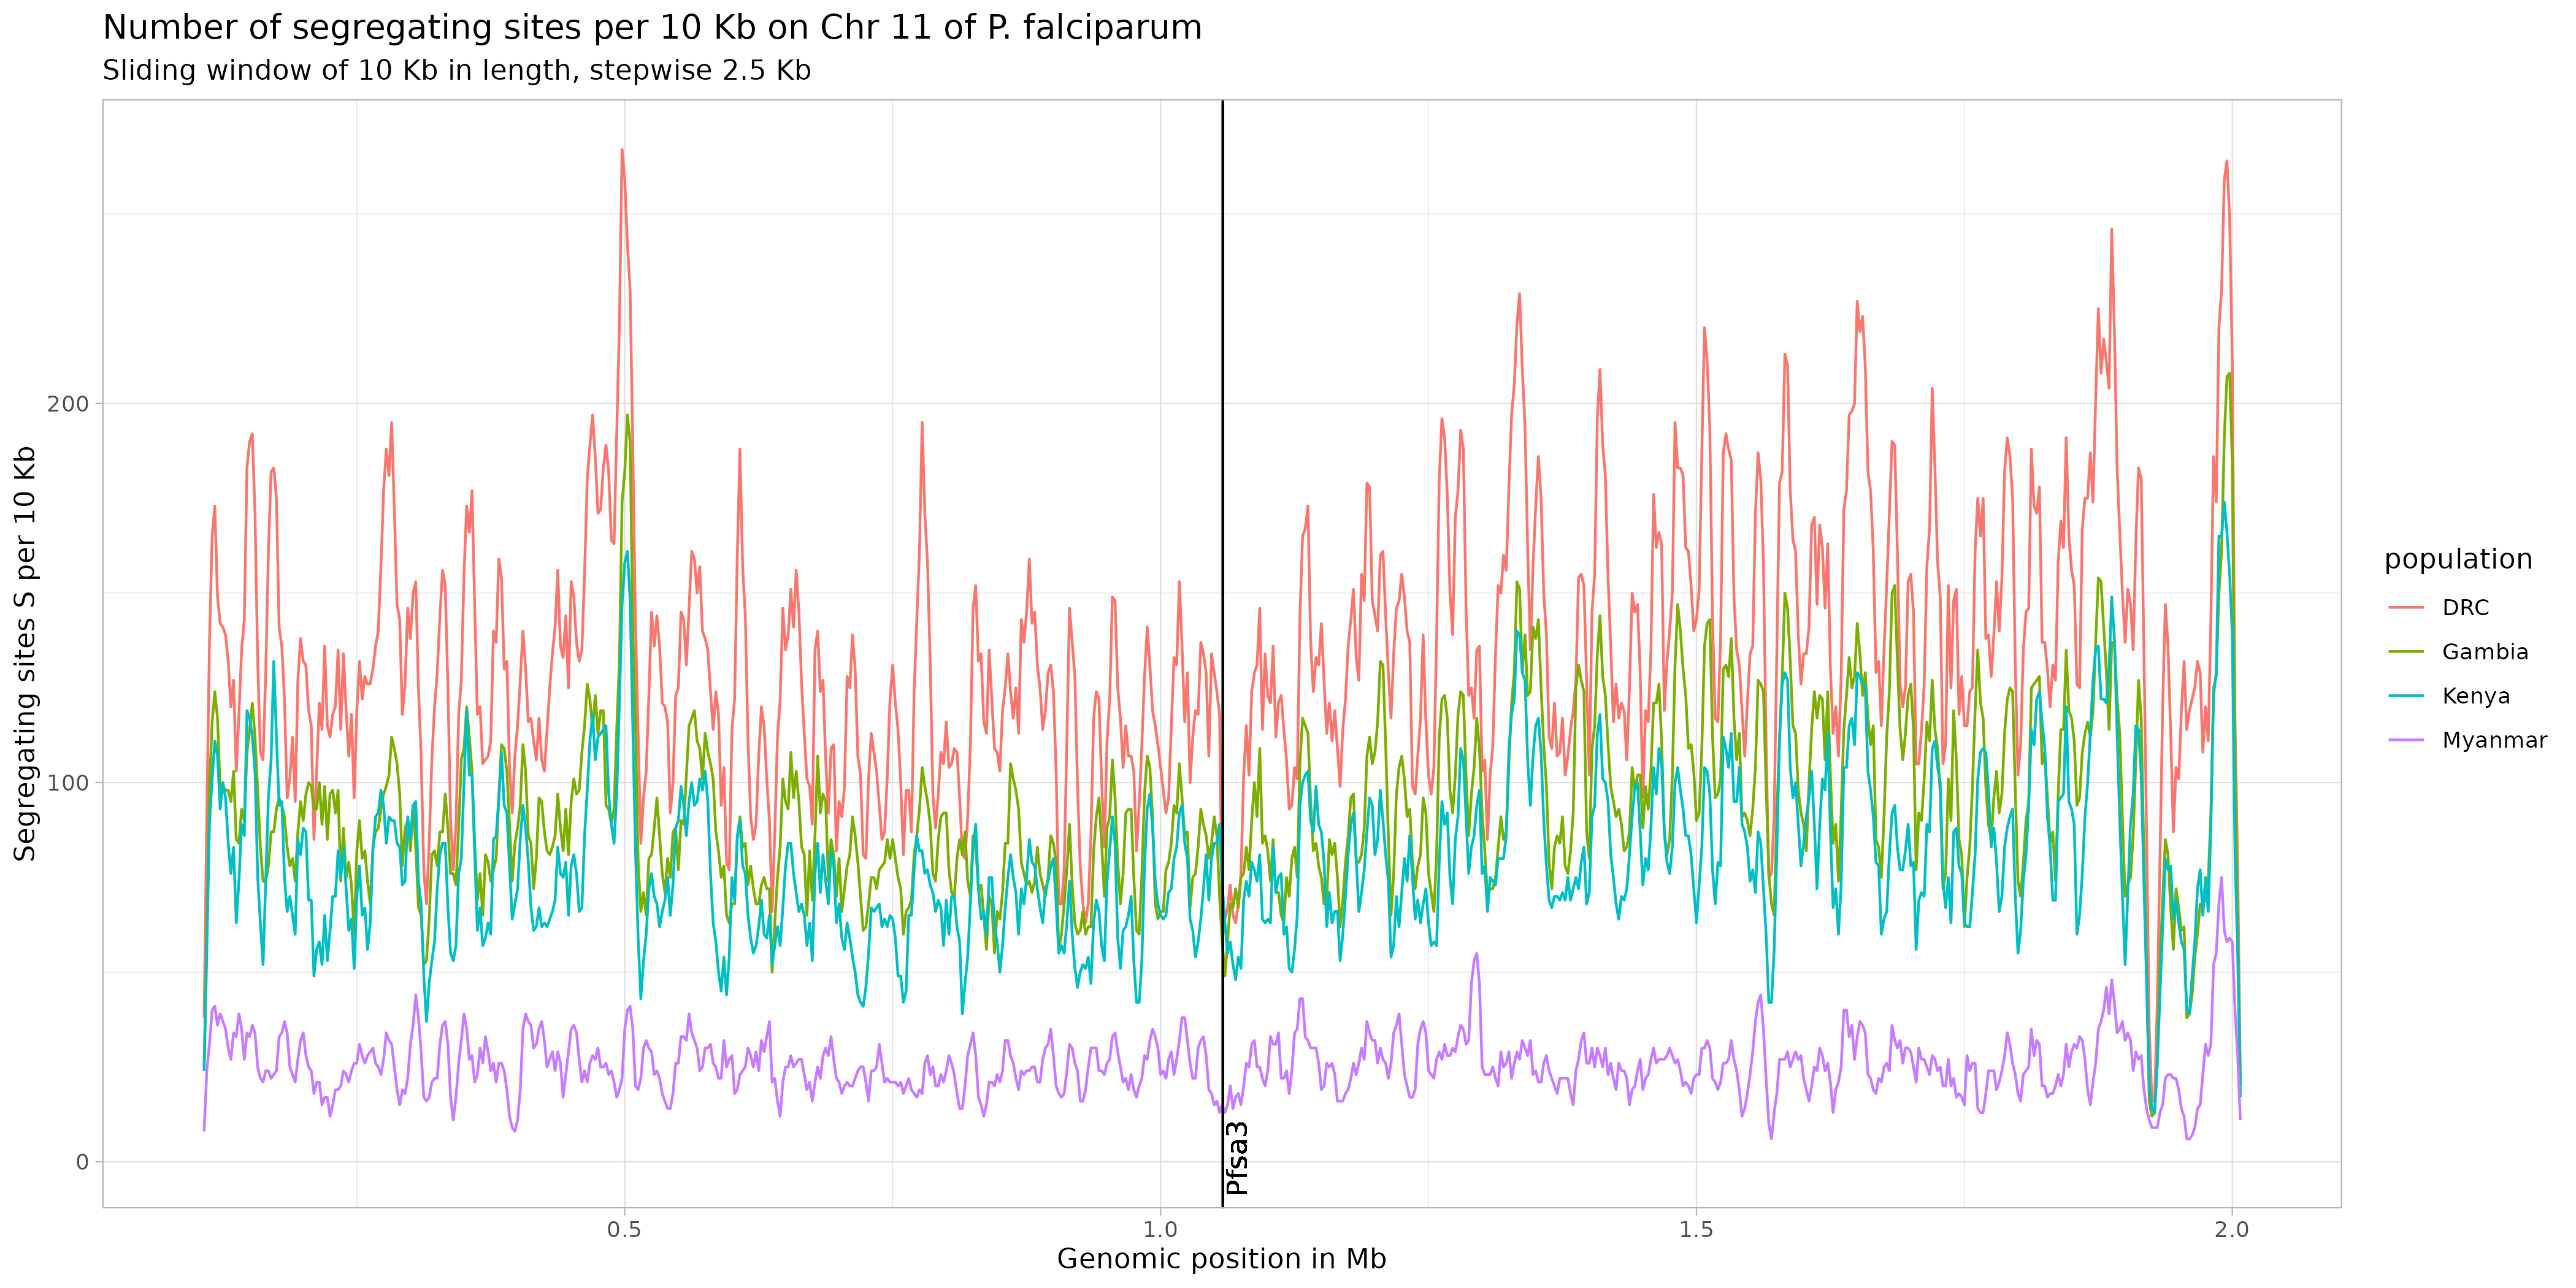 Number of segregating sites per 10 Kb on Chr 11 of P. falciparum
Sliding window of 10 Kb in length, stepwise 2.5 Kb
Segregating sites S per 10 Kb
200
100
0
Pfsa3
0.5
1.0
1.5
2.0
Genomic position in Mb
population
DRC
Gambia
Kenya
Myanmar